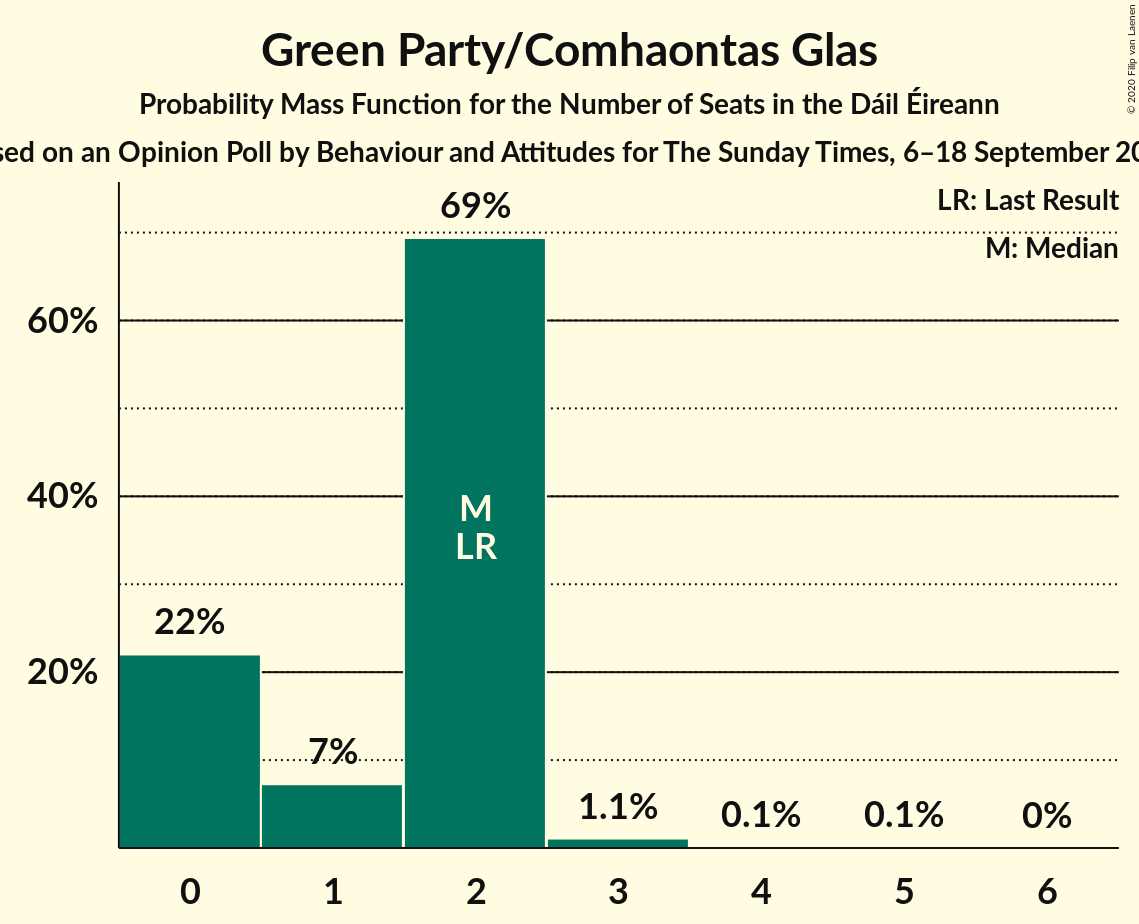 Green Party/Comhaontas Glas
Probability Mass Function for the Number of Seats in the Dáil Éireann
sed on an Opinion Poll by Behaviour and Attitudes for The Sunday Times, 6–18 September 20
© 2020 Filip van Laenen
LR: Last Result
M: Median
69%
60%
40%
M
LR
22%
20%
7%
1.1%
0.1%
0.1%
0%
0 1 2 3 4 5 6